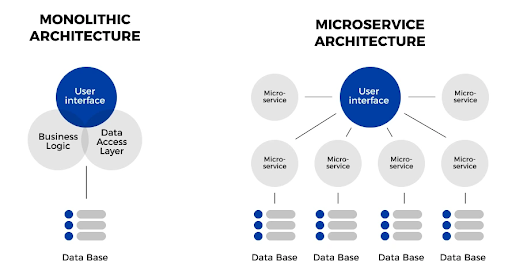 MONOLITHIC
ARCHITECTURE
User
interface
Business
Logic
Data
Access
Layer
Data Base
MICROSERVICE
ARCHITECTURE
Micro-
service
User
interface
Micro-
service
Micro-
service
Micro-
service
Micro-
service
Micro-
service
Data Base
Data Base
Data Base
Data Base